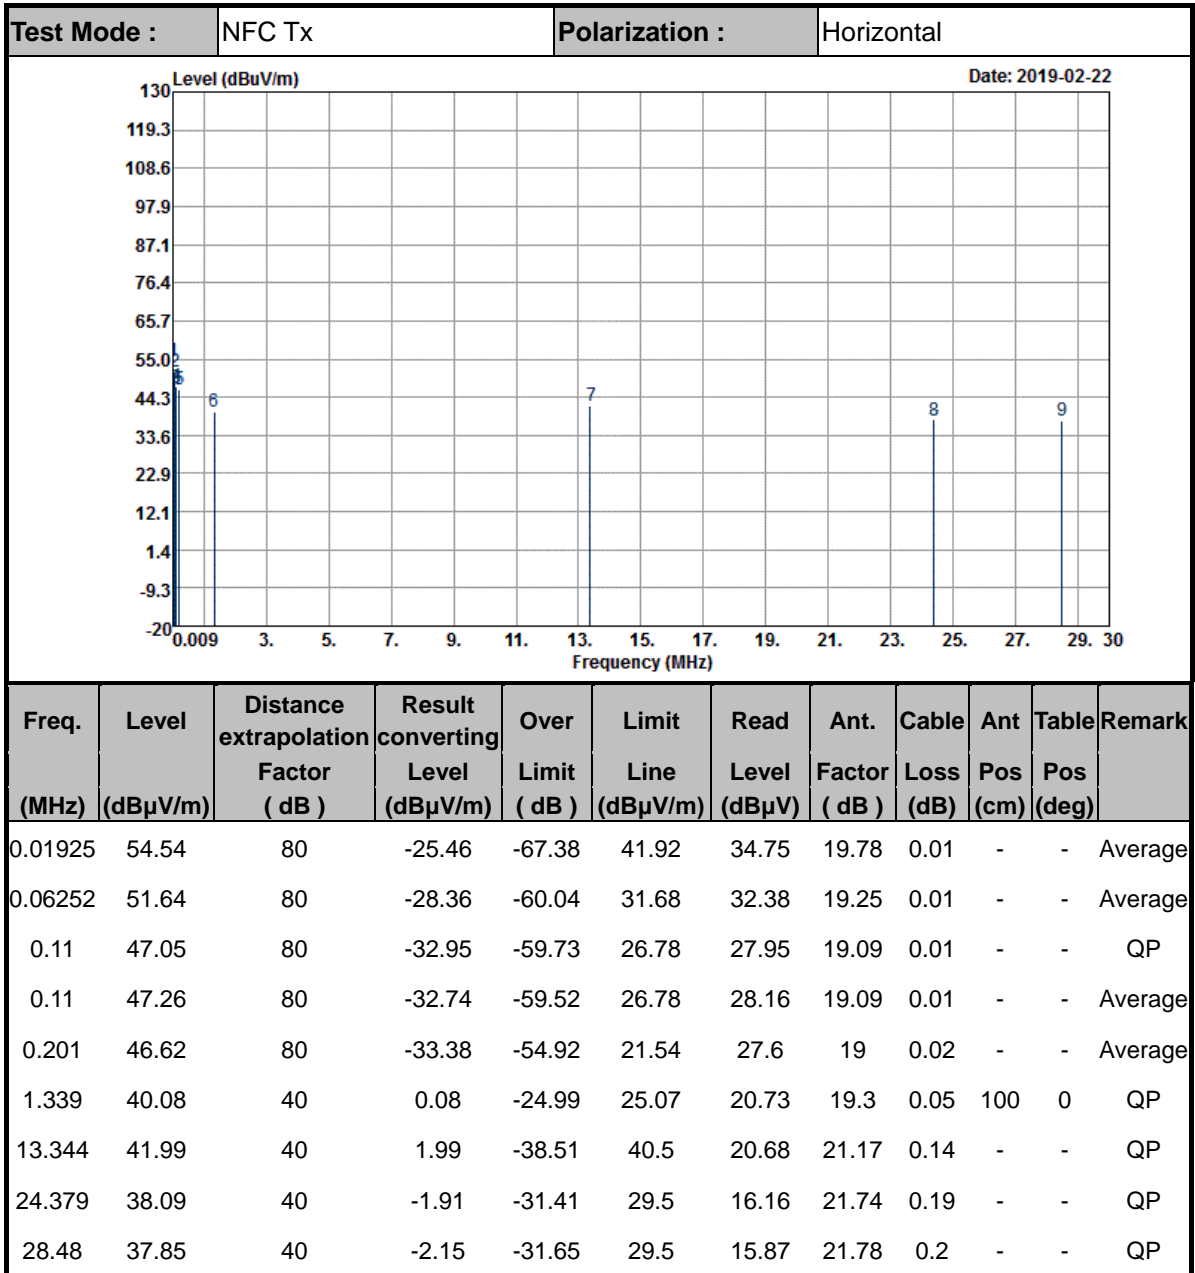 Test Mode : NFC Tx Polarization : Horizontal
Level (dBuV/m) Date: 2019-02-22
130
119.3
108.6
97.9
87.1
76.4
65.7
55.0
44.3
33.6
22.9
12.1
1.4
-9.3
-20
2
5
6
7
8
9
0.009 3. 5. 7. 9. 11. 13. 15. 17. 19. 21. 23. 25. 27. 29. 30
Frequency (MHz)
Freq. Level Distance extrapolation Result converting Over Limit Read Ant. Cable Ant Table Remark
Factor Level Limit Line Level Factor Loss Pos Pos
(MHz) (dBµV/m) ( dB ) (dBµV/m) ( dB ) (dBµV/m) (dBµV) ( dB ) (dB) (cm) (deg)
0.01925 54.54 80 -25.46 -67.38 41.92 34.75 19.78 0.01 - - Average
0.06252 51.64 80 -28.36 -60.04 31.68 32.38 19.25 0.01 - - Average
0.11 47.05 80 -32.95 -59.73 26.78 27.95 19.09 0.01 - - QP
0.11 47.26 80 -32.74 -59.52 26.78 28.16 19.09 0.01 - - Average
0.201 46.62 80 -33.38 -54.92 21.54 27.6 19 0.02 - - Average
1.339 40.08 40 0.08 -24.99 25.07 20.73 19.3 0.05 100 0 QP
13.344 41.99 40 1.99 -38.51 40.5 20.68 21.17 0.14 - - QP
24.379 38.09 40 -1.91 -31.41 29.5 16.16 21.74 0.19 - - QP
28.48 37.85 40 -2.15 -31.65 29.5 15.87 21.78 0.2 - - QP